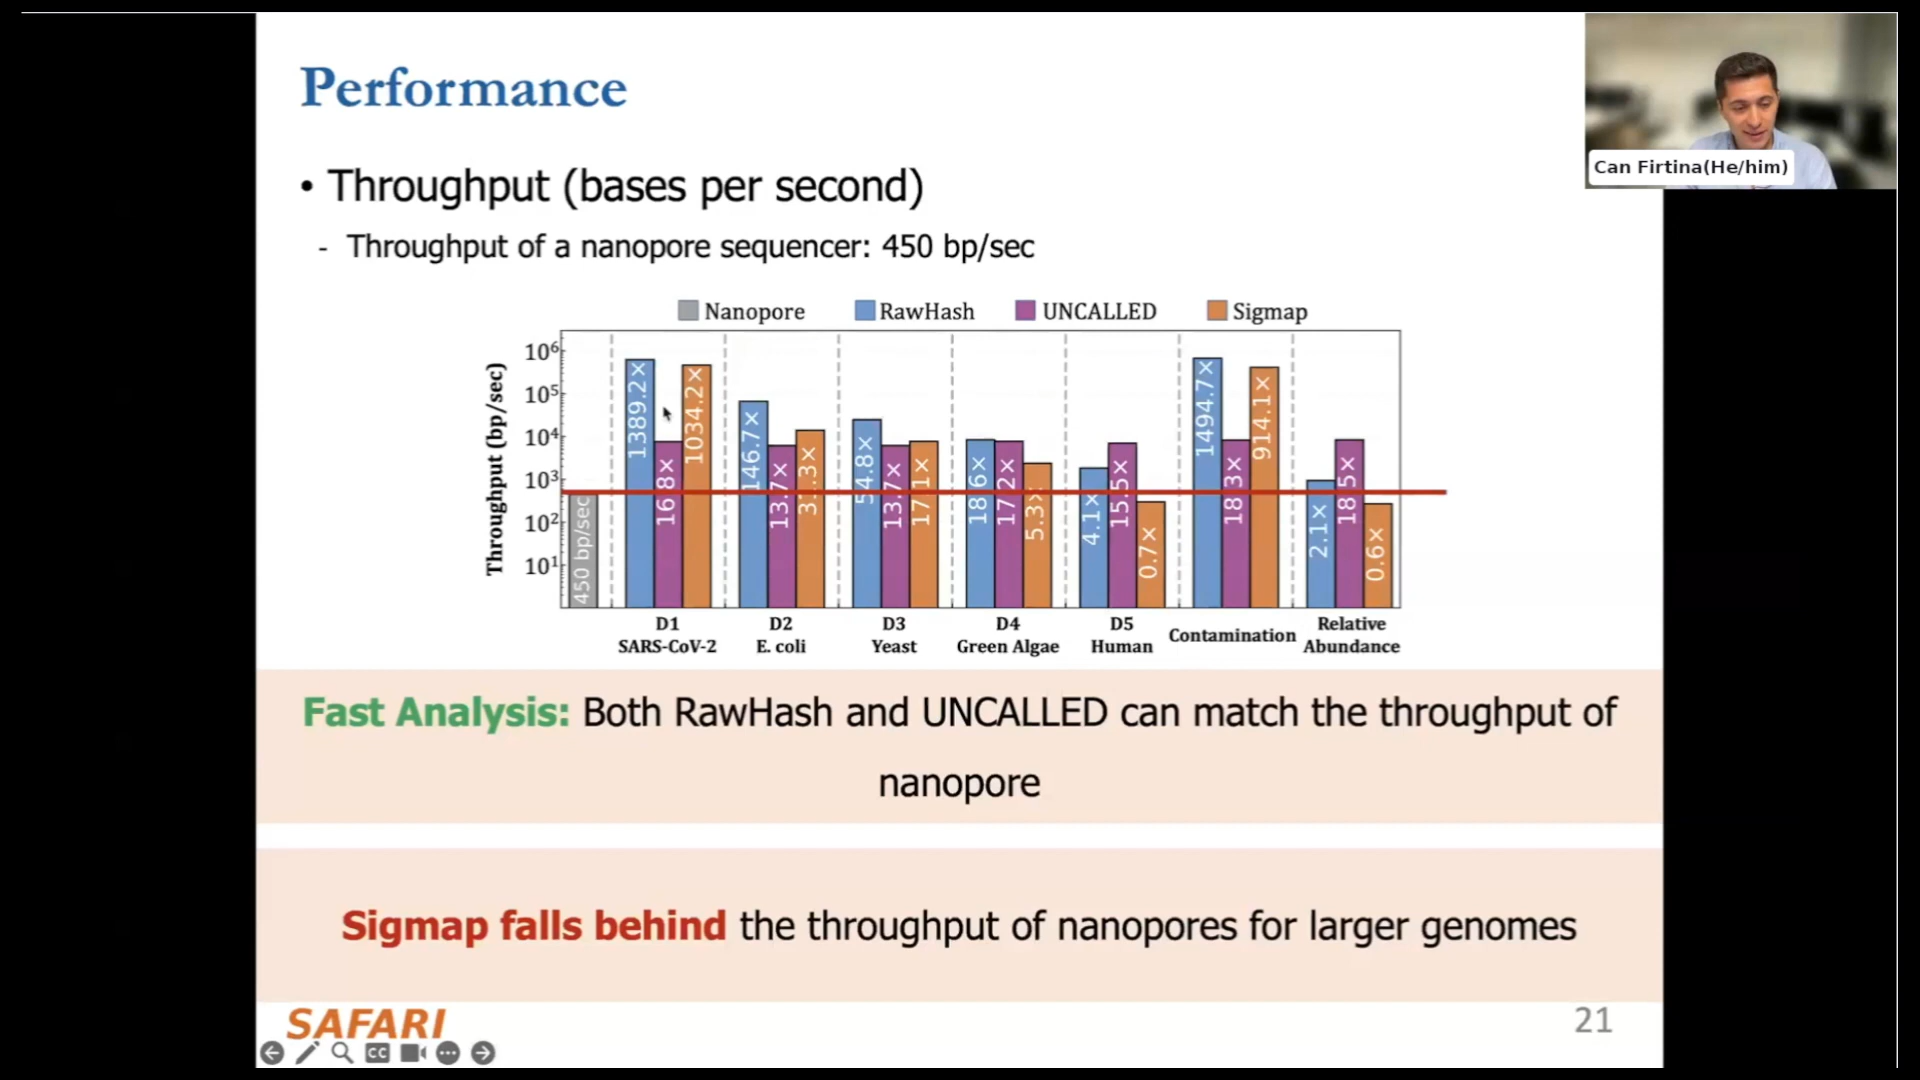 Performance
Can Firtina(He/him)
• Throughput (bases per second)
- Throughput of a nanopore sequencer: 450 bp/sec
Nanopore RawHash UNCALLED Sigmap
Throughput (bp/sec)
10⁶
10⁵
10⁴
10³
10²
10¹
450 bp/sec
1389.2× 16.8× 1034.2×
146.7× 13.7×
54.8× 13.7× 17.1×
18.6× 17.2× 5.3×
4.1× 15.5× 0.7×
1494.7× 18.3× 914.1×
2.1× 18.5× 0.6×
D1 D2 D3 D4 D5 Contamination Relative
SARS-CoV-2 E. coli Yeast Green Algae Human Abundance
Fast Analysis: Both RawHash and UNCALLED can match the throughput of
nanopore
Sigmap falls behind the throughput of nanopores for larger genomes
SAFARI
21
CC